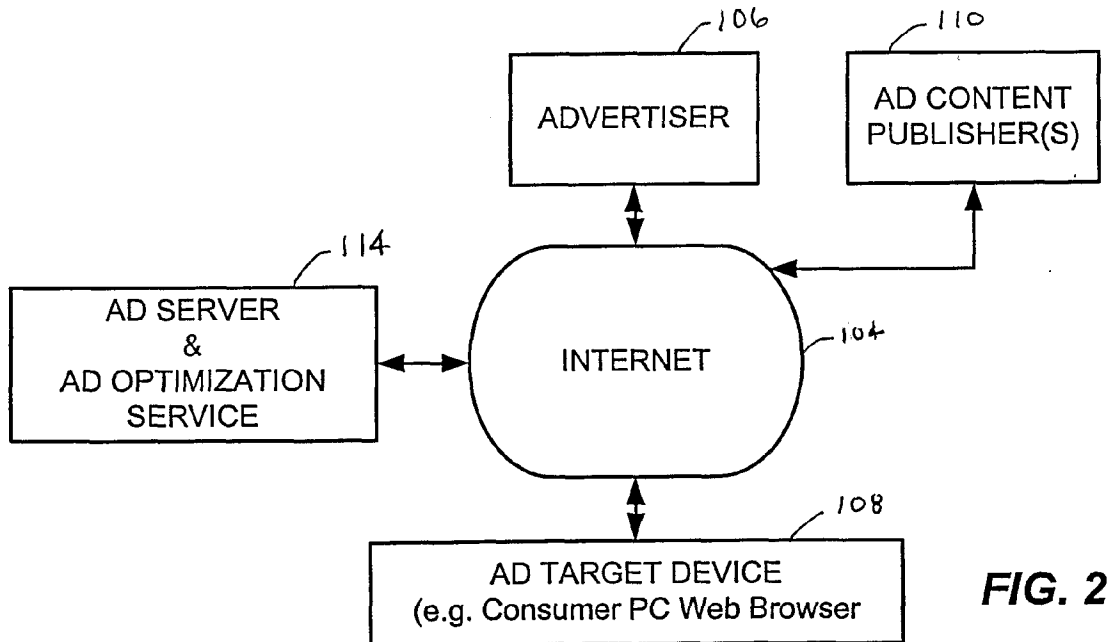 106
110
ADVERTISER
AD CONTENT
PUBLISHER(S)
114
AD SERVER
&
AD OPTIMIZATION
SERVICE
INTERNET
104
108
AD TARGET DEVICE
(e.g. Consumer PC Web Browser
FIG. 2